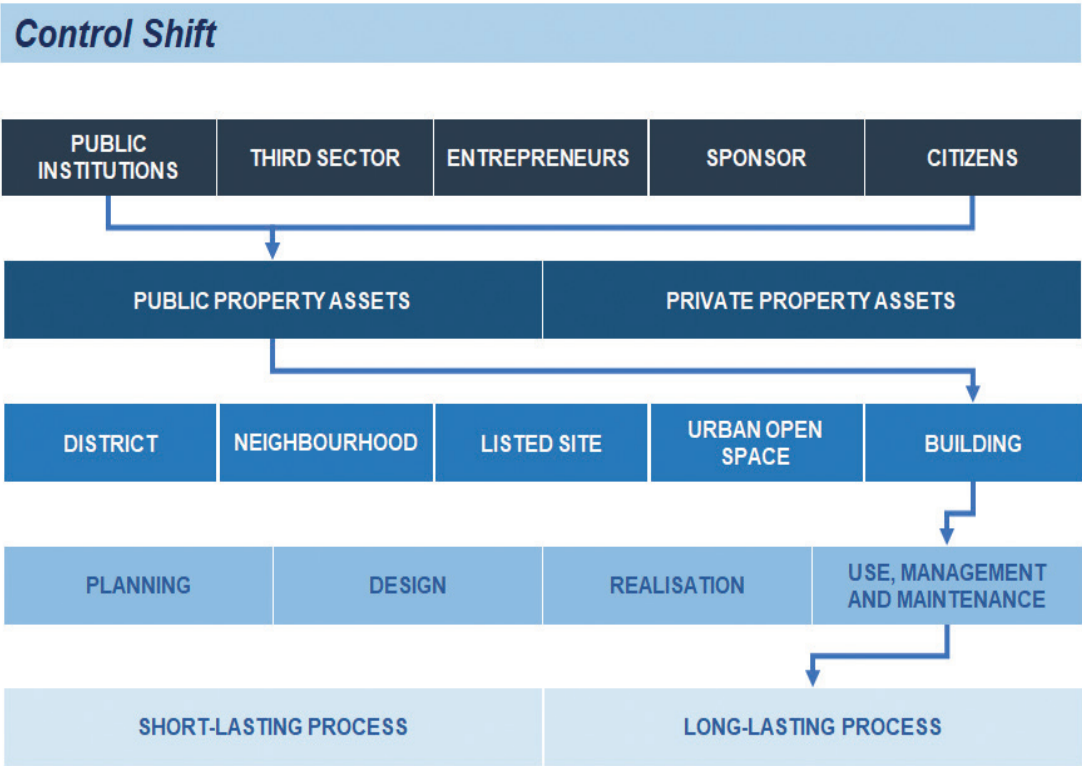 Control Shift
PUBLIC
INSTITUTIONS
THIRD SECTOR
ENTREPRENEURS
SPONSOR
CITIZENS
PUBLIC PROPERTY ASSETS
PRIVATE PROPERTY ASSETS
DISTRICT
NEIGHBOURHOOD
LISTED SITE
URBAN OPEN
SPACE
BUILDING
PLANNING
DESIGN
REALISATION
USE, MANAGEMENT
AND MAINTENANCE
SHORT-LASTING PROCESS
LONG-LASTING PROCESS